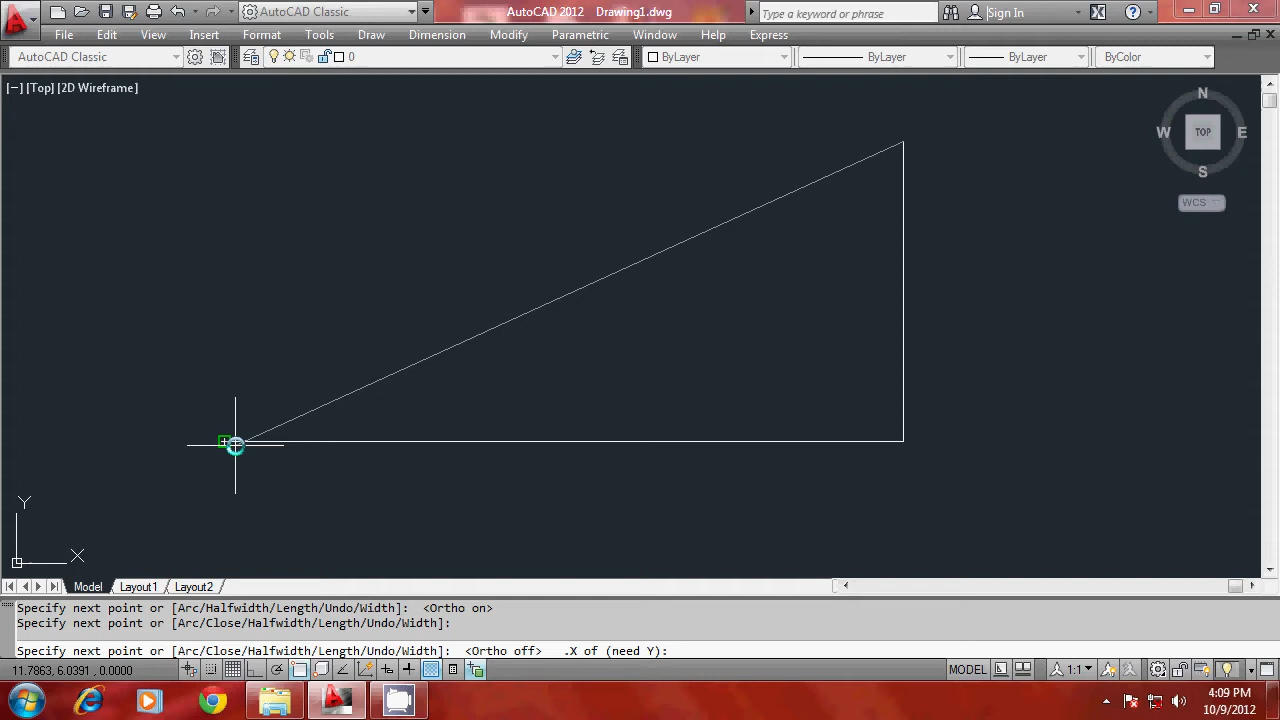 AutoCAD Classic
AutoCAD 2012 Drawing1.dwg
Type a keyword or phrase
Sign In
File Edit View Insert Format Tools Draw Dimension Modify Parametric Window Help Express
AutoCAD Classic
0
ByLayer
ByLayer
ByLayer
ByColor
[−] [Top] [2D Wireframe]
N
W TOP E
S
WCS
Y
X
Model Layout1 Layout2
Specify next point or [Arc/Halfwidth/Length/Undo/Width]: <Ortho on>
Specify next point or [Arc/Close/Halfwidth/Length/Undo/Width]:
Specify next point or [Arc/Close/Halfwidth/Length/Undo/Width]: <Ortho off> .X of (need Y):
11.7863, 6.0391, 0.0000
MODEL
1:1
4:09 PM
10/9/2012